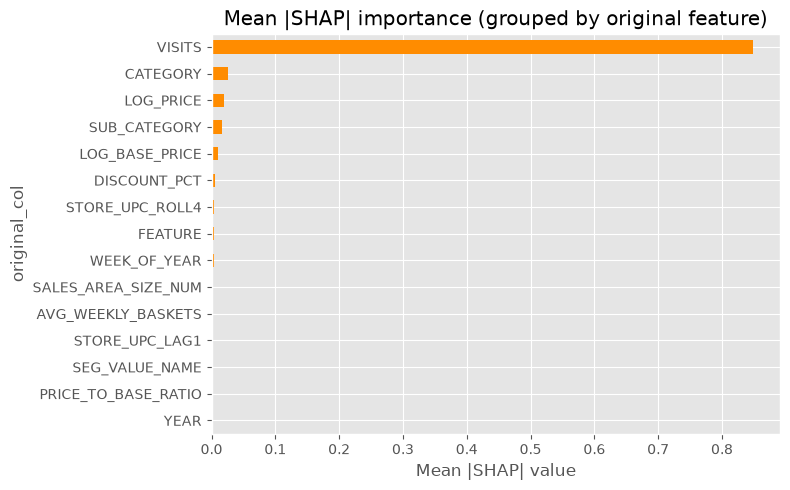 Mean |SHAP| importance (grouped by original feature)
VISITS
CATEGORY
LOG_PRICE
SUB_CATEGORY
LOG_BASE_PRICE
DISCOUNT_PCT
STORE_UPC_ROLL4
FEATURE
WEEK_OF_YEAR
SALES_AREA_SIZE_NUM
AVG_WEEKLY_BASKETS
STORE_UPC_LAG1
SEG_VALUE_NAME
PRICE_TO_BASE_RATIO
YEAR
original_col
0.0 0.1 0.2 0.3 0.4 0.5 0.6 0.7 0.8
Mean |SHAP| value